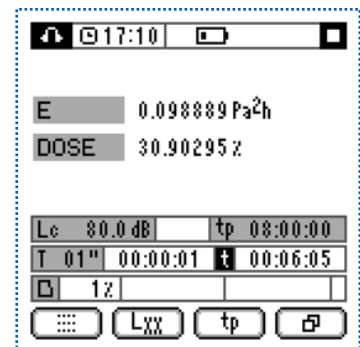 17:10
E 0.098889 Pa²h
DOSE 30.90295%
Lc 80.0 dB tp 08:00:00
T 01" 00:00:01 t 00:06:05
1%
Lxx tp